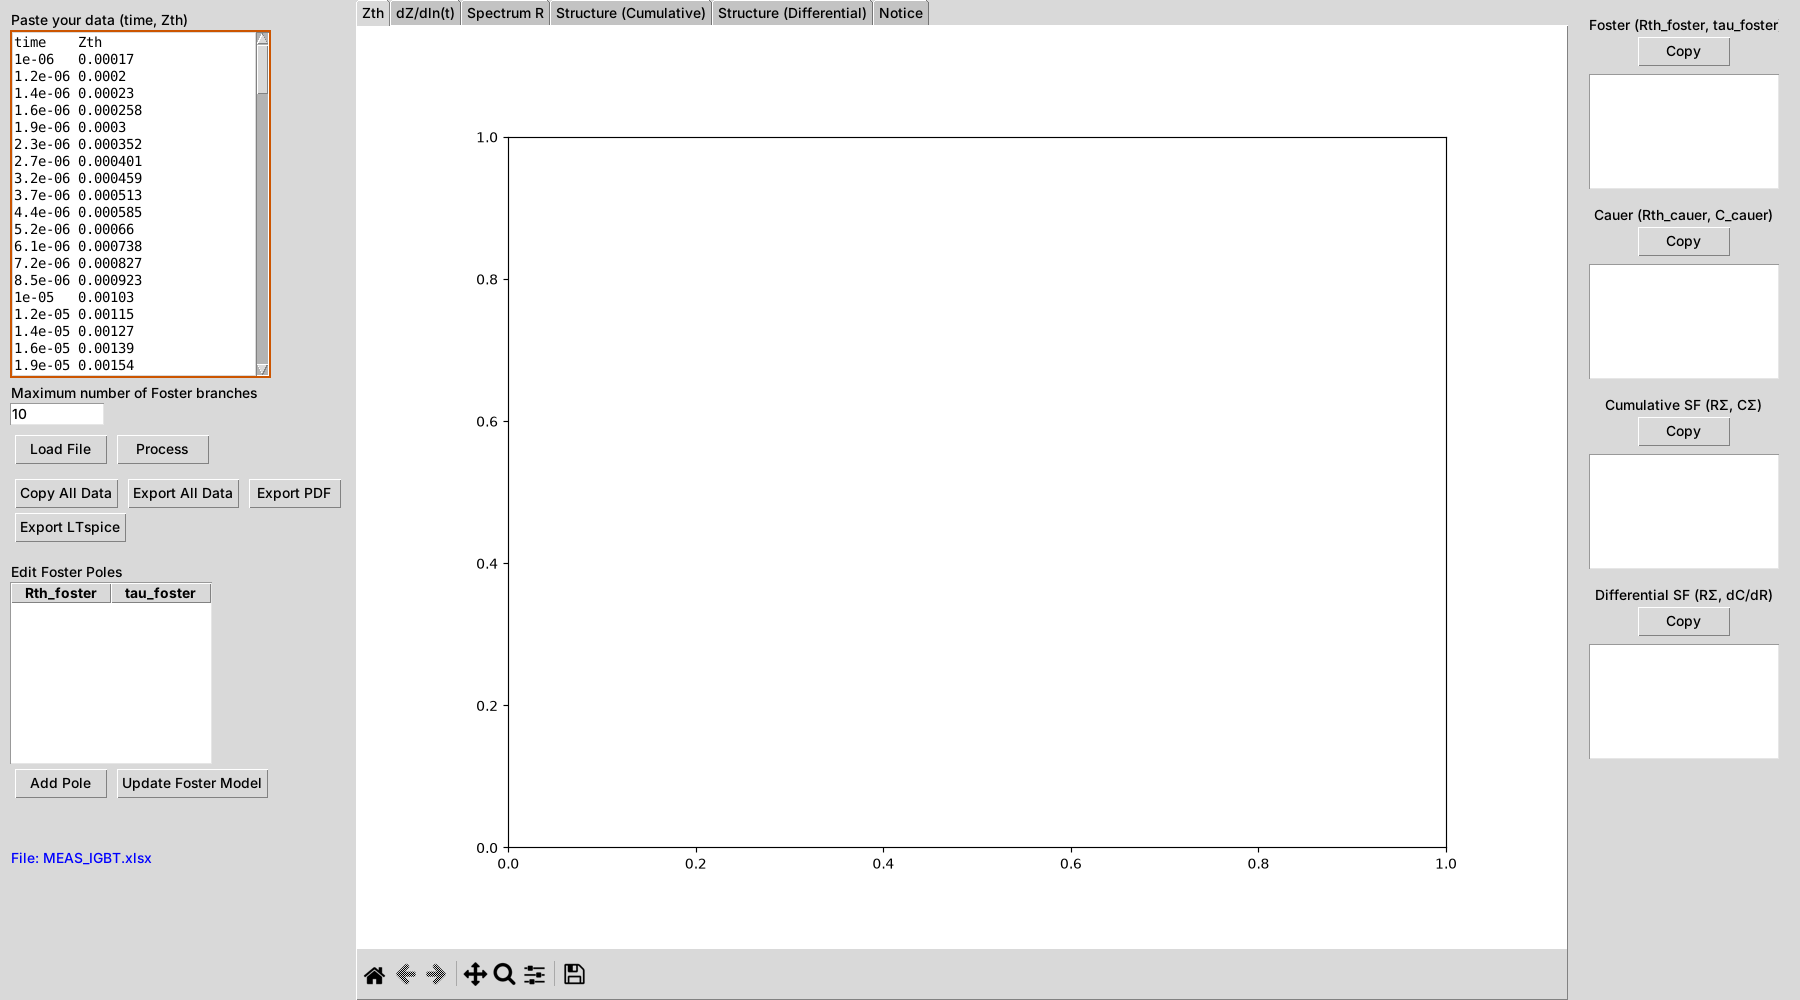 Paste your data (time, Zth)
time Zth
1e-06 0.00017
1.2e-06 0.0002
1.4e-06 0.00023
1.6e-06 0.000258
1.9e-06 0.0003
2.3e-06 0.000352
2.7e-06 0.000401
3.2e-06 0.000459
3.7e-06 0.000513
4.4e-06 0.000585
5.2e-06 0.00066
6.1e-06 0.000738
7.2e-06 0.000827
8.5e-06 0.000923
1e-05 0.00103
1.2e-05 0.00115
1.4e-05 0.00127
1.6e-05 0.00139
1.9e-05 0.00154
Maximum number of Foster branches
10
Load File Process
Copy All Data Export All Data Export PDF
Export LTspice
Edit Foster Poles
Rth_foster tau_foster
Add Pole Update Foster Model
File: MEAS_IGBT.xlsx
Zth dZ/dln(t) Spectrum R Structure (Cumulative) Structure (Differential) Notice
1.0
0.8
0.6
0.4
0.2
0.0
0.0 0.2 0.4 0.6 0.8 1.0
Foster (Rth_foster, tau_foster
Copy
Cauer (Rth_cauer, C_cauer)
Copy
Cumulative SF (RΣ, CΣ)
Copy
Differential SF (RΣ, dC/dR)
Copy